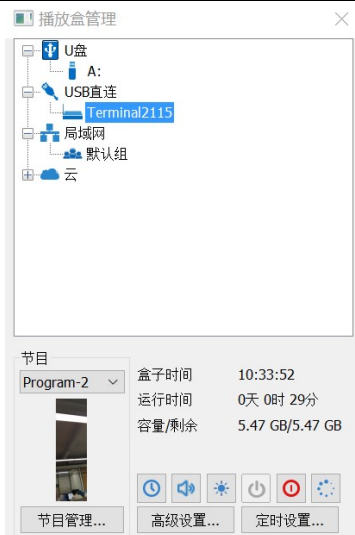 播放盒管理
U盘
A:
USB直连
Terminal2115
局域网
默认组
云
节目
Program-2
盒子时间 10:33:52
运行时间 0天 0时 29分
容量/剩余 5.47 GB/5.47 GB
节目管理... 高级设置... 定时设置...